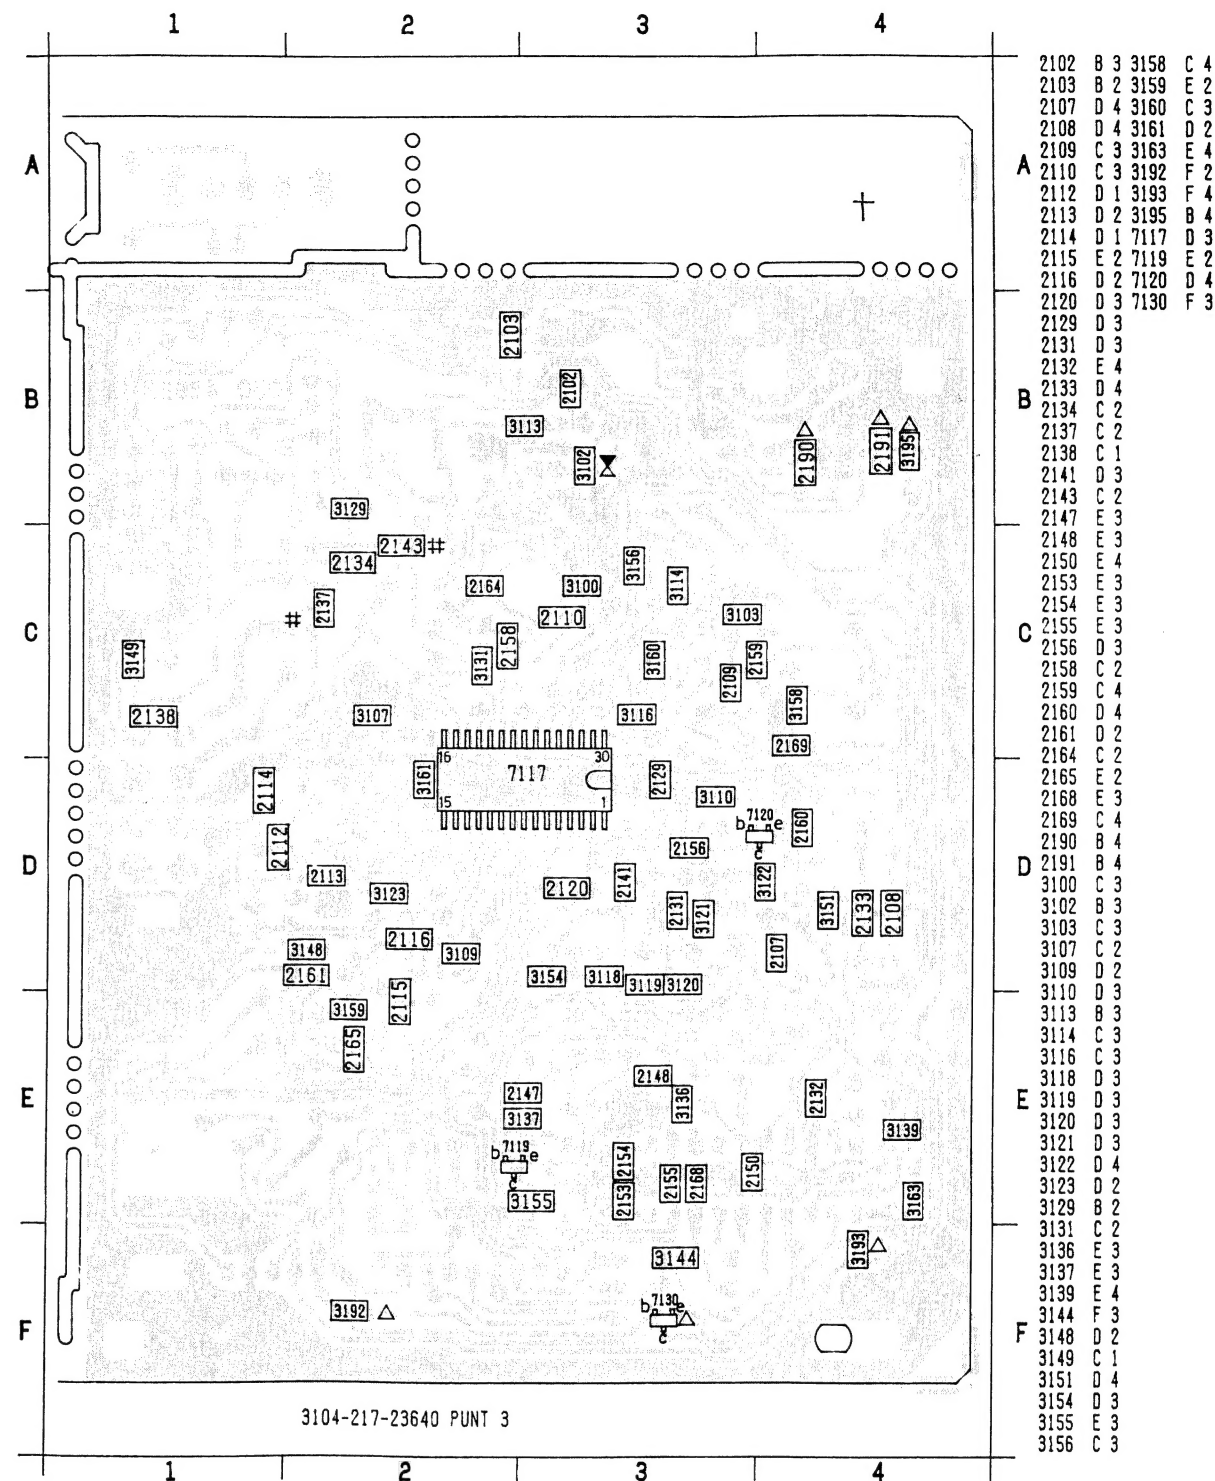 1 2 3 4
A A
2102 B 3 3158 C 4
2103 B 2 3159 E 2
2107 D 4 3160 C 3
2108 D 4 3161 D 2
2109 C 3 3163 E 4
2110 C 3 3192 F 2
2112 D 1 3193 F 4
2113 D 2 3195 B 4
2114 D 1 7117 D 3
2115 E 2 7119 E 2
2116 D 2 7120 D 4
2120 D 3 7130 F 3
2129 D 3
2131 D 3
2132 E 4
2133 D 4
2134 C 2
2137 C 2
2138 C 1
2141 D 3
2143 C 2
2147 E 3
2148 E 3
2150 E 4
2153 E 3
2154 E 3
2155 E 3
2156 D 3
2158 C 2
2159 C 4
2160 D 4
2161 D 2
2164 C 2
2165 E 2
2168 E 3
2169 C 4
2190 B 4
2191 B 4
3100 C 3
3102 B 3
3103 C 3
3107 C 2
3109 D 2
3110 D 3
3113 B 3
3114 C 3
3116 C 3
3118 D 3
3119 D 3
3120 D 3
3121 D 3
3122 D 4
3123 D 2
3129 B 2
3131 C 2
3136 E 3
3137 E 3
3139 E 4
3144 F 3
3148 D 2
3149 C 1
3151 D 4
3154 D 3
3155 E 3
3156 C 3
2103
2102
B B
3113
2190 2191 3195
3102
3129
2143 #
2134
3156
2164 3100 3114
# 2137
2110 3103
C C
3149 3131 2158 3160 2109 2159
3158
2138 3107 3116
2169
16 30
7117
15 1
3161 2129
2114 3110
b 7120 e
c
2160
2112
2156
D D
2113 3123 2120 2141 3122
2131 3121 3151 2133 2108
2116
3148 3109 2107
2161 3154 3118 3119 3120
3159 2115
2165
2148
E E
2147 3136 2132
3137 3139
b 7119 e
c
2154 2155 2168 2150
3155 2153 3163
3193
3144
3192
b 7130 e
c
F F
3104-217-23640 PUNT 3
1 2 3 4